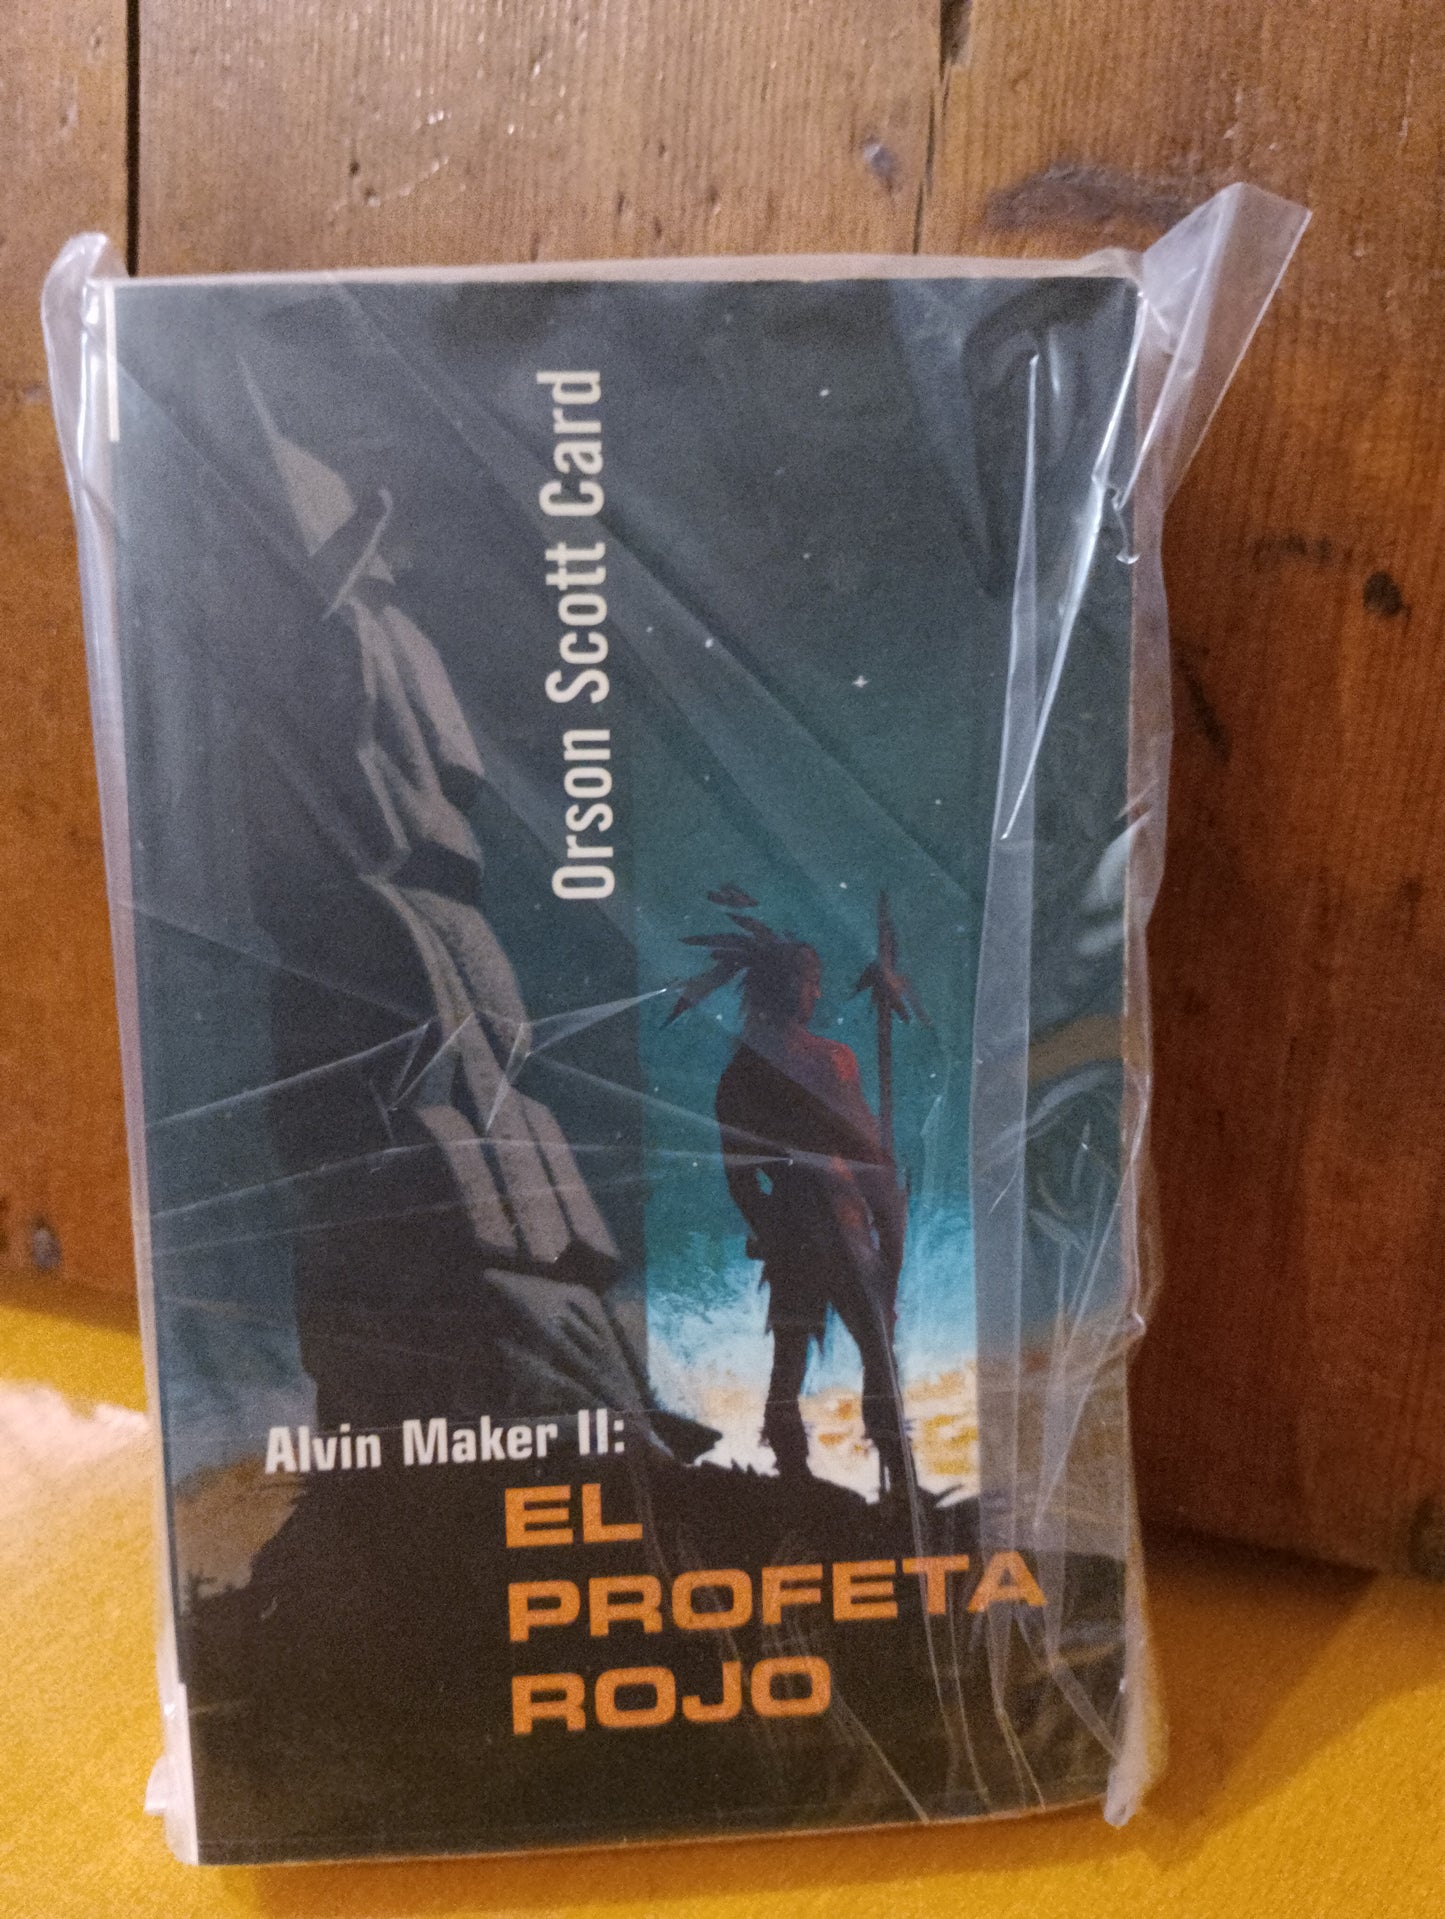 Orson Scott Card
Alvin Maker II:
EL
PROFETA
ROJO